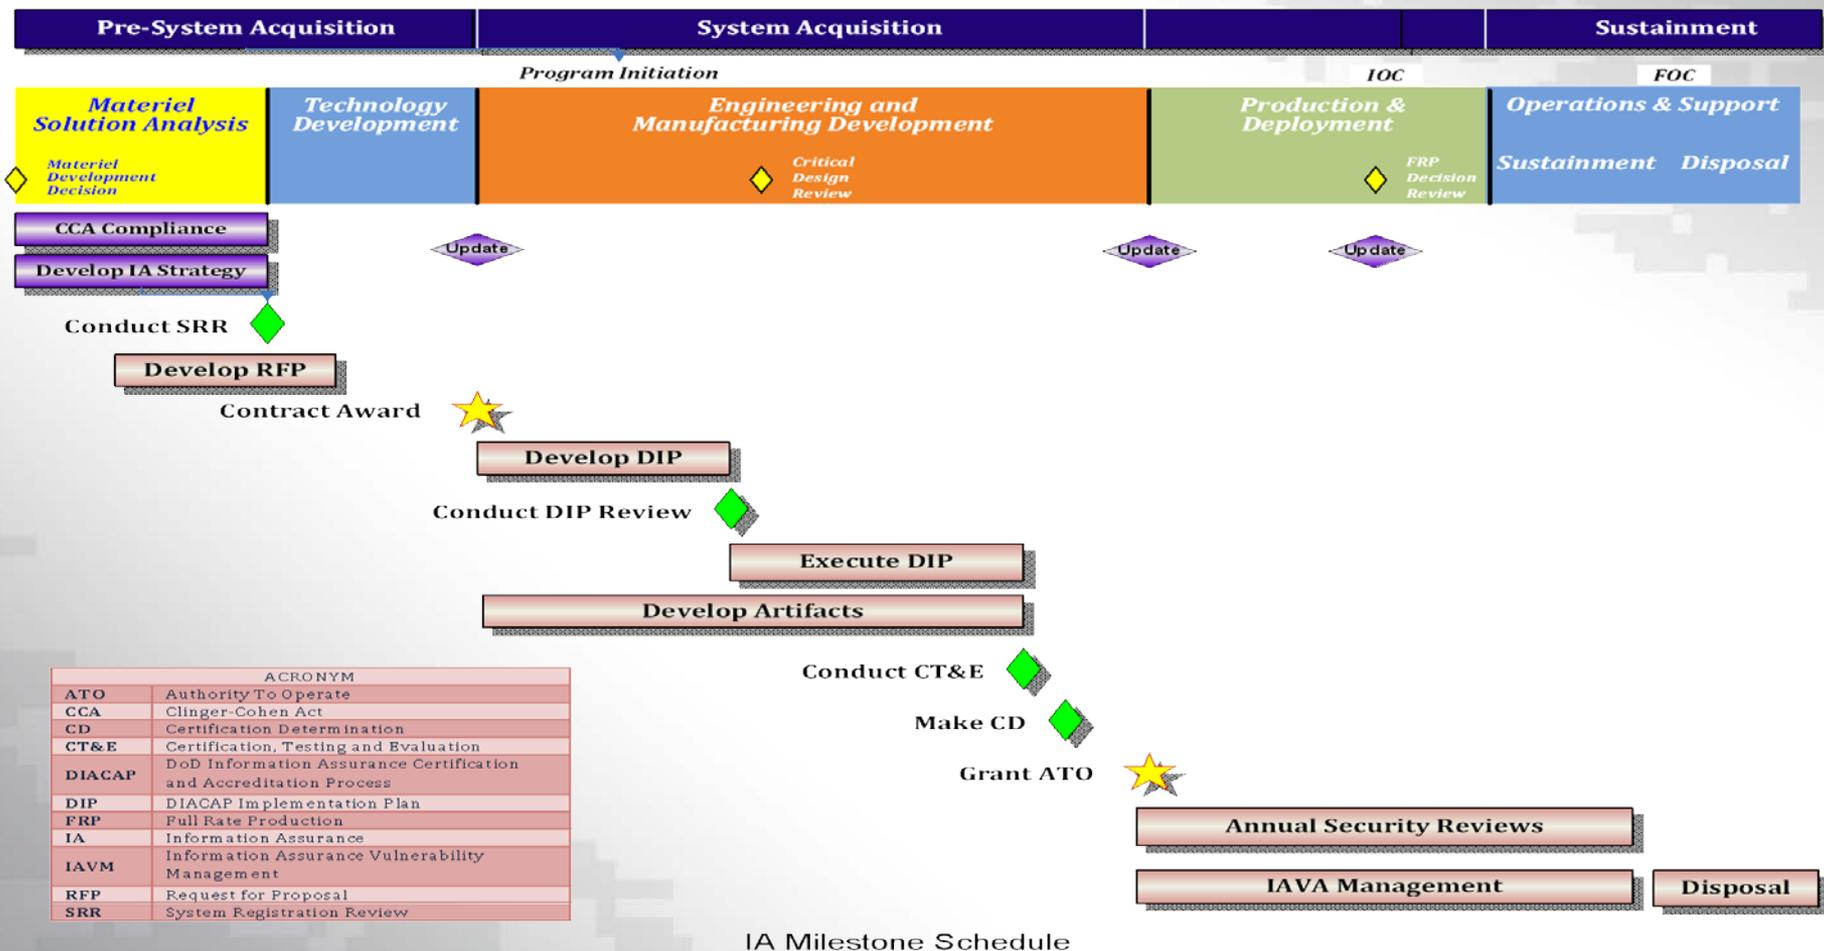 Pre-System Acquisition
System Acquisition
Sustainment
Program Initiation
IOC
FOC
Materiel
Solution Analysis
Technology
Development
Engineering and
Manufacturing Development
Production &
Deployment
Operations & Support
Materiel
Development
Decision
Critical
Design
Review
FRP
Decision
Review
Sustainment
Disposal
CCA Compliance
Update
Update
Update
Develop IA Strategy
Conduct SRR
Develop RFP
Contract Award
Develop DIP
Conduct DIP Review
Execute DIP
Develop Artifacts
Conduct CT&E
Make CD
Grant ATO
Annual Security Reviews
IAVA Management
Disposal
ACRONYM
ATO Authority To Operate
CCA Clinger-Cohen Act
CD Certification Determination
CT&E Certification, Testing and Evaluation
DIACAP DoD Information Assurance Certification
and Accreditation Process
DIP DIACAP Implementation Plan
FRP Full Rate Production
IA Information Assurance
IAVM Information Assurance Vulnerability
Management
RFP Request for Proposal
SRR System Registration Review
IA Milestone Schedule